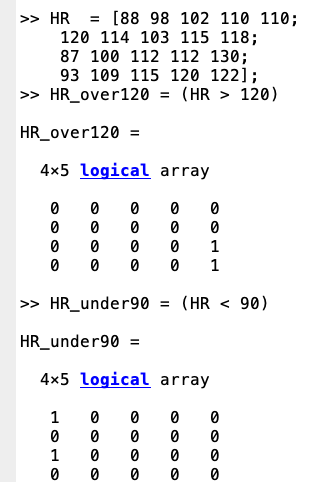 >> HR  = [88 98 102 110 110;
120 114 103 115 118;
87 100 112 112 130;
93 109 115 120 122];
>> HR_over120 = (HR > 120)
HR_over120 =
4×5 logical array
0 0 0 0 0
0 0 0 0 0
0 0 0 0 1
0 0 0 0 1
>> HR_under90 = (HR < 90)
HR_under90 =
4×5 logical array
1 0 0 0 0
0 0 0 0 0
1 0 0 0 0
0 0 0 0 0